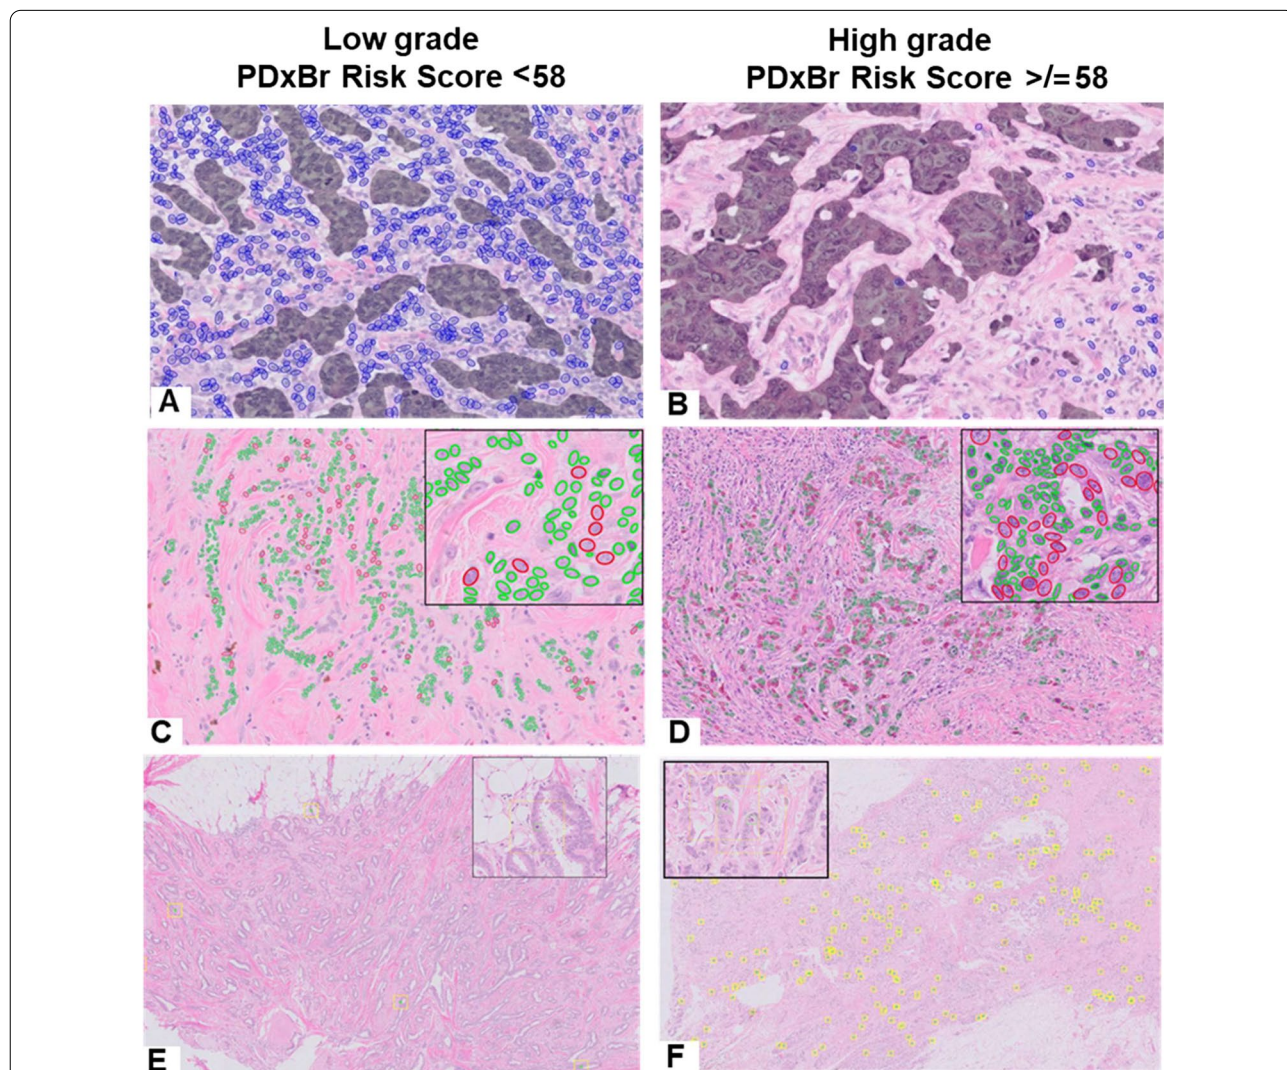 Low grade
PDxBr Risk Score <58
High grade
PDxBr Risk Score >/= 58
A
B
C
D
E
F